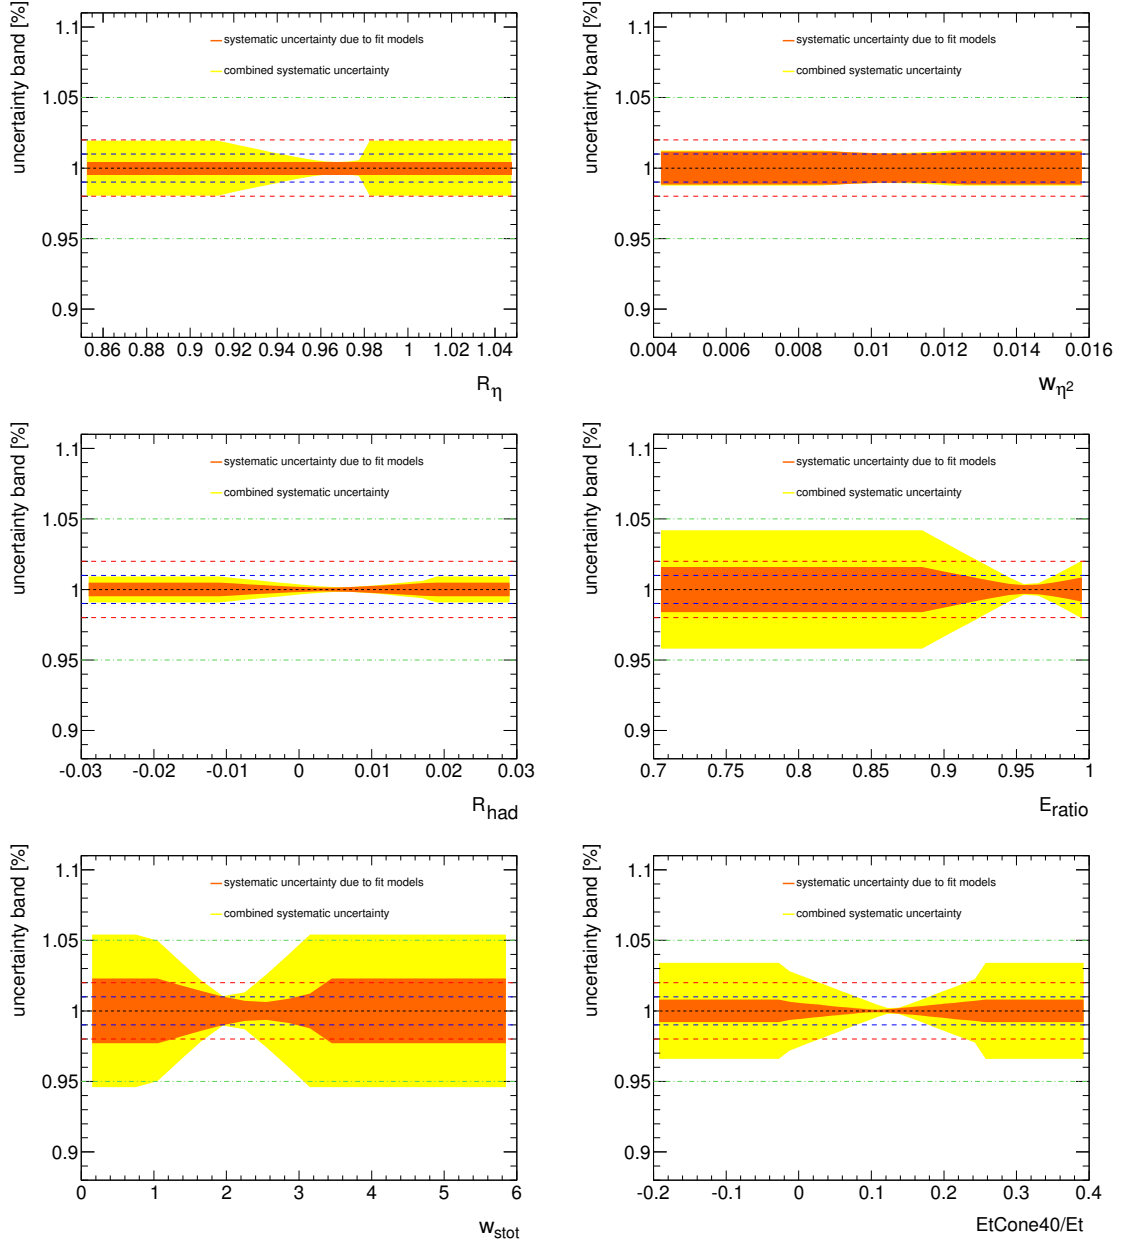 uncertainty band [%]
systematic uncertainty due to fit models
combined systematic uncertainty
1.1
1.05
1
0.95
0.9
0.86 0.88 0.9 0.92 0.94 0.96 0.98 1 1.02 1.04
Rη
uncertainty band [%]
systematic uncertainty due to fit models
combined systematic uncertainty
1.1
1.05
1
0.95
0.9
0.004 0.006 0.008 0.01 0.012 0.014 0.016
wη2
uncertainty band [%]
systematic uncertainty due to fit models
combined systematic uncertainty
1.1
1.05
1
0.95
0.9
-0.03 -0.02 -0.01 0 0.01 0.02 0.03
Rhad
uncertainty band [%]
systematic uncertainty due to fit models
combined systematic uncertainty
1.1
1.05
1
0.95
0.9
0.7 0.75 0.8 0.85 0.9 0.95 1
Eratio
uncertainty band [%]
systematic uncertainty due to fit models
combined systematic uncertainty
1.1
1.05
1
0.95
0.9
0 1 2 3 4 5 6
wstot
uncertainty band [%]
systematic uncertainty due to fit models
combined systematic uncertainty
1.1
1.05
1
0.95
0.9
-0.2 -0.1 0 0.1 0.2 0.3 0.4
EtCone40/Et